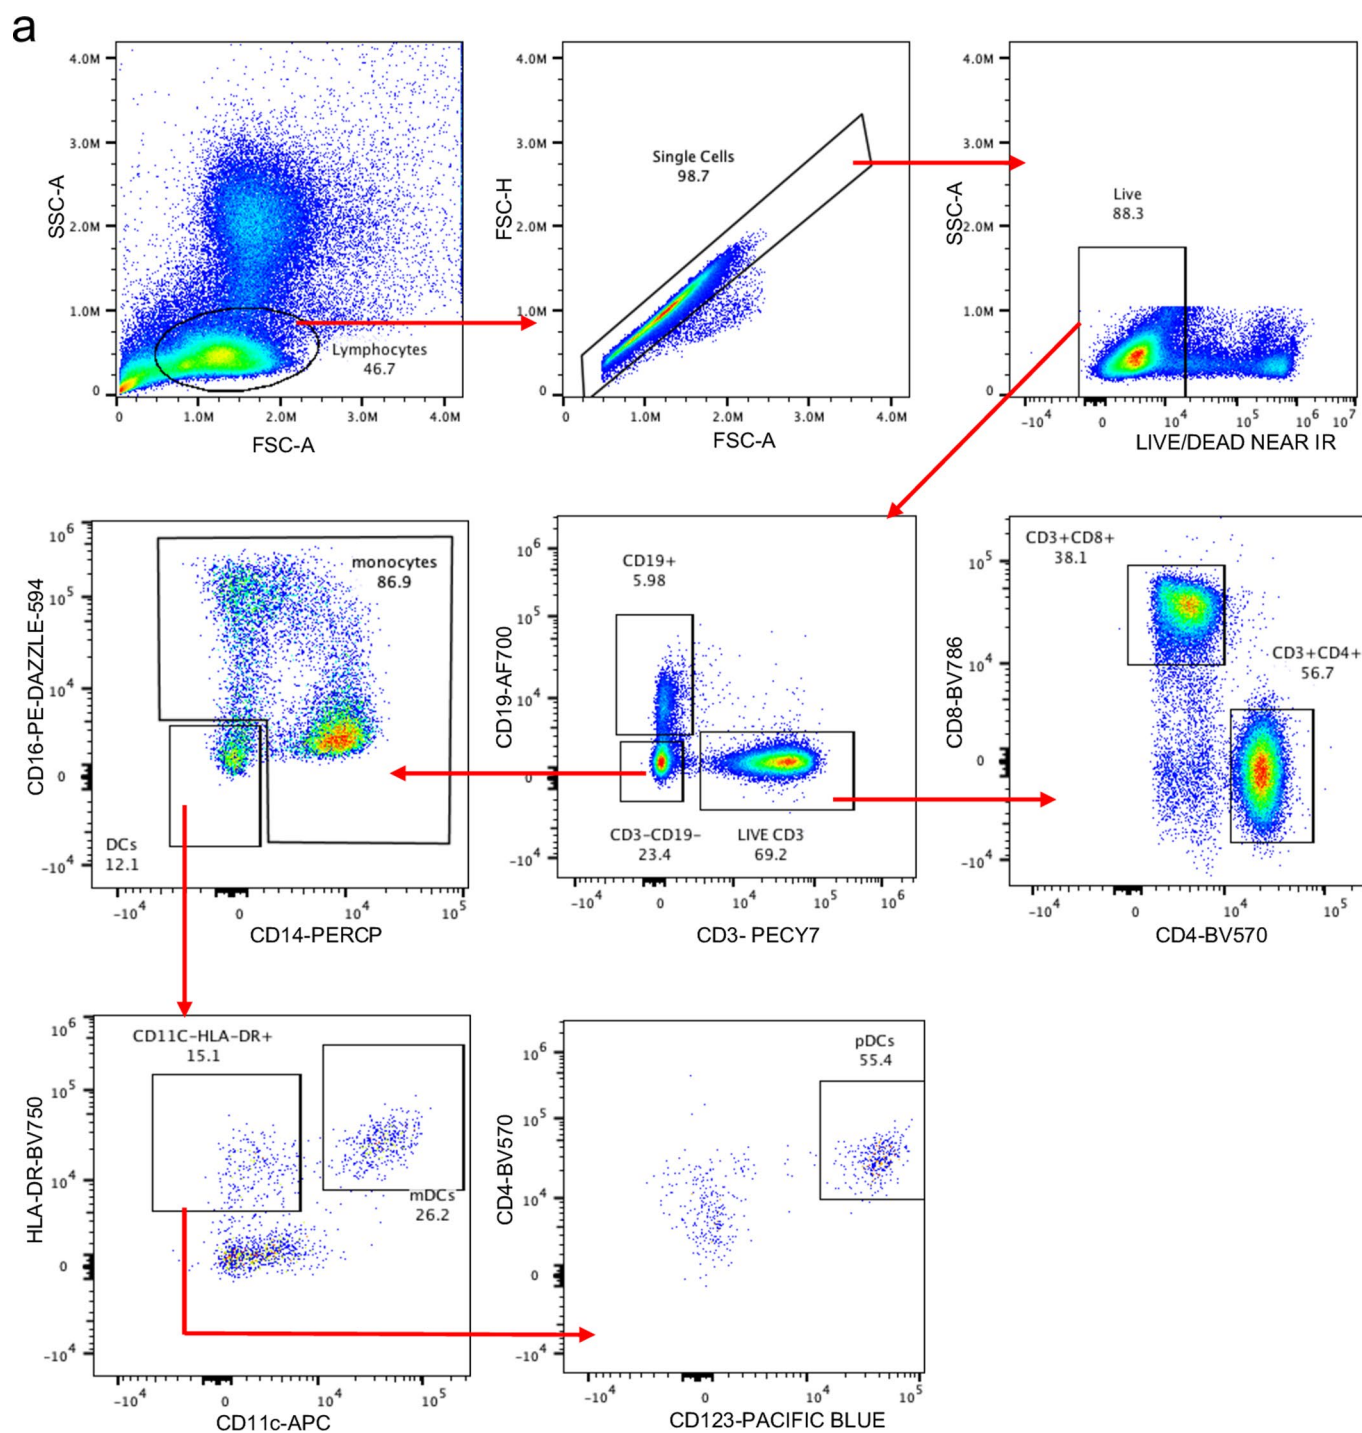 a
4.0M
3.0M
2.0M
1.0M
0
SSC-A
Lymphocytes
46.7
0 1.0M 2.0M 3.0M 4.0M
FSC-A
4.0M
3.0M
2.0M
1.0M
0
FSC-H
Single Cells
98.7
0 1.0M 2.0M 3.0M 4.0M
FSC-A
4.0M
3.0M
2.0M
1.0M
0
SSC-A
Live
88.3
-10^4 0 10^4 10^5 10^6 10^7
LIVE/DEAD NEAR IR
10^6
10^5
10^4
0
-10^4
CD16-PE-DAZZLE-594
monocytes
86.9
DCs
12.1
-10^4 0 10^4 10^5
CD14-PERCP
10^6
10^5
10^4
0
-10^4
CD19-AF700
CD19+
5.98
CD3-CD19-
23.4
LIVE CD3
69.2
-10^4 0 10^4 10^5 10^6
CD3- PECY7
10^5
10^4
0
-10^4
CD8-BV786
CD3+CD8+
38.1
CD3+CD4+
56.7
-10^4 0 10^4 10^5
CD4-BV570
10^6
10^5
10^4
0
-10^4
HLA-DR-BV750
CD11C-HLA-DR+
15.1
mDCs
26.2
-10^4 0 10^4 10^5
CD11c-APC
10^6
10^5
10^4
0
-10^4
CD4-BV570
pDCs
55.4
-10^4 0 10^4 10^5
CD123-PACIFIC BLUE